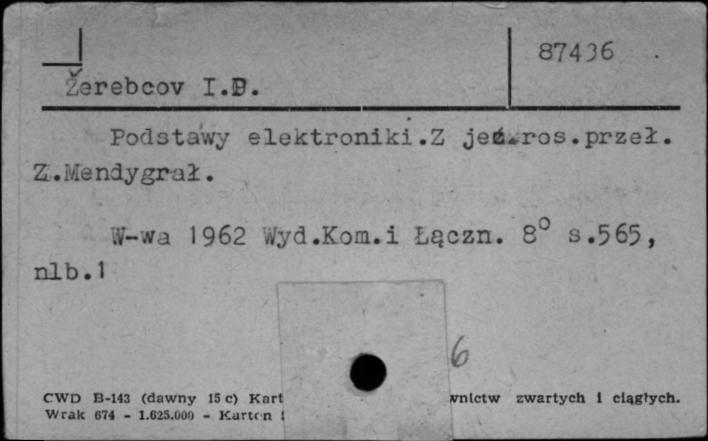 87436
Žerebcov I.P.
Podstawy elektroniki.Z jez.ros.przeł.
Z.Mendygrał.
W-wa 1962 Wyd.Kom.i Łączn. 8° s.565,
nlb.1
6
CWD B-143 (dawny 15 c) Kart wnictw zwartych i ciągłych.
Wrak 674 - 1.625.000 - Karton